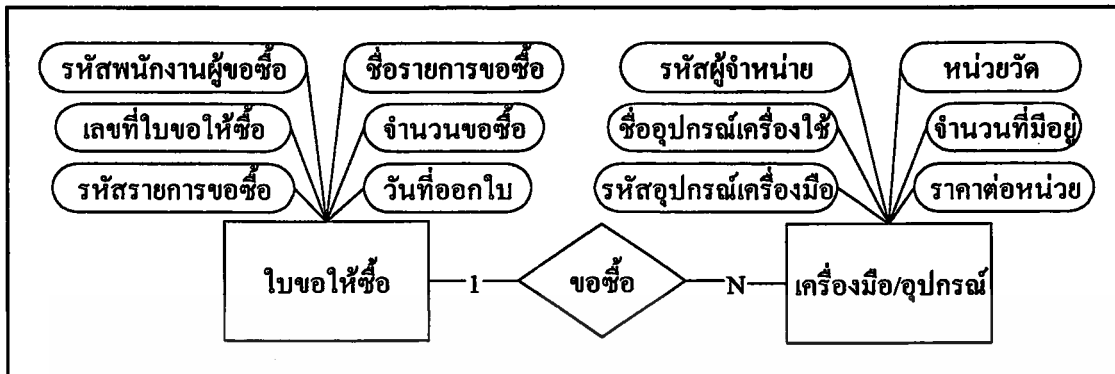 รหัสพนักงานผู้ขอซื้อ ชื่อรายการขอซื้อ รหัสผู้จำหน่าย หน่วยวัด
เลขที่ใบขอให้ซื้อ จำนวนขอซื้อ ชื่ออุปกรณ์เครื่องใช้ จำนวนที่มีอยู่
รหัสรายการขอซื้อ วันที่ออกใบ รหัสอุปกรณ์เครื่องมือ ราคาต่อหน่วย
ใบขอให้ซื้อ 1 ขอซื้อ N เครื่องมือ/อุปกรณ์